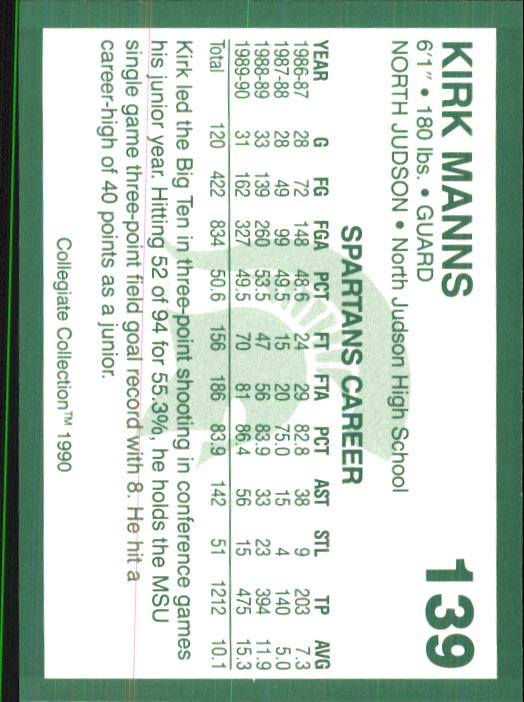 KIRK MANNS 139
6'1" • 180 lbs. • GUARD
NORTH JUDSON • North Judson High School
SPARTANS CAREER
YEAR G FG FGA PCT FT FTA PCT AST STL TP AVG
1986-87 28 72 148 48.6 24 29 82.8 38 9 203 7.3
1987-88 28 49 99 49.5 15 20 75.0 15 4 140 5.0
1988-89 33 139 260 53.5 47 56 83.9 33 23 394 11.9
1989-90 31 162 327 49.5 70 81 86.4 56 15 475 15.3
Total 120 422 834 50.6 156 186 83.9 142 51 1212 10.1
Kirk led the Big Ten in three-point shooting in conference games
his junior year. Hitting 52 of 94 for 55.3%, he holds the MSU
single game three-point field goal record with 8. He hit a
career-high of 40 points as a junior.
Collegiate Collection™ 1990